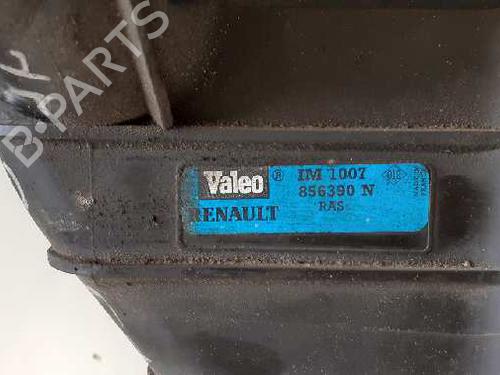 B-PARTS
Valeo® IM 1007
856390 N
RENAULT RAS